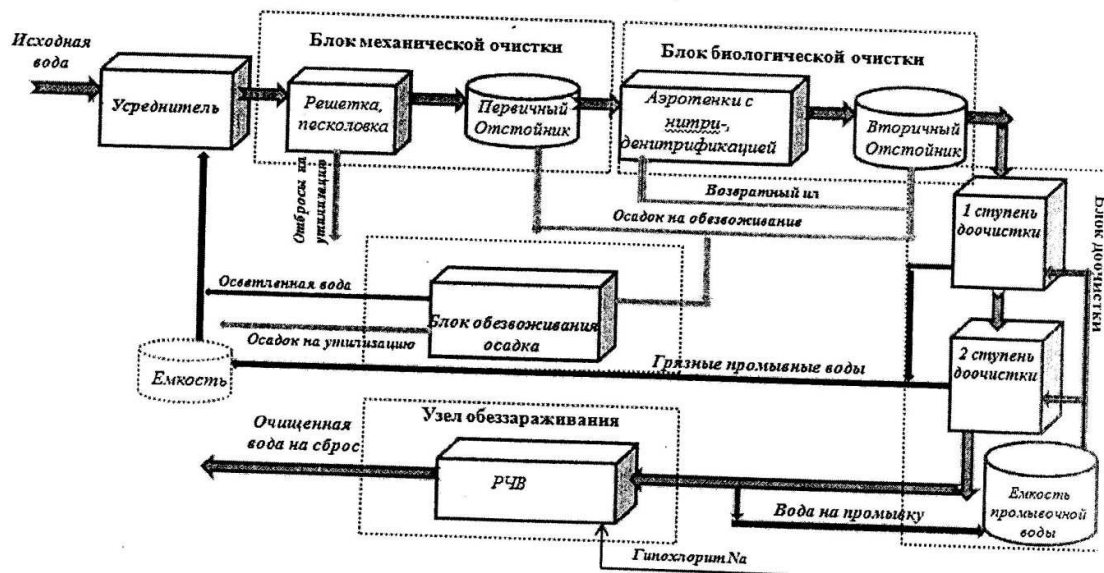 Исходная
вода
Усреднитель
Блок механической очистки
Решетка,
песколовка
Первичный
Отстойник
Отбросы на
утилизацию
Блок биологической очистки
Аэротенки с
нитри-,
денитрификацией
Вторичный
Отстойник
Возвратный ил
Осадок на обезвоживание
Блок доочистки
1 ступень
доочистки
2 ступень
доочистки
Осветленная вода
Блок обезвоживания
осадка
Осадок на утилизацию
Емкость
Грязные промывные воды
Узел обеззараживания
Очищенная
вода на сброс
РЧВ
Вода на промывку
Емкость
промывочной
воды
Гипохлорит Na